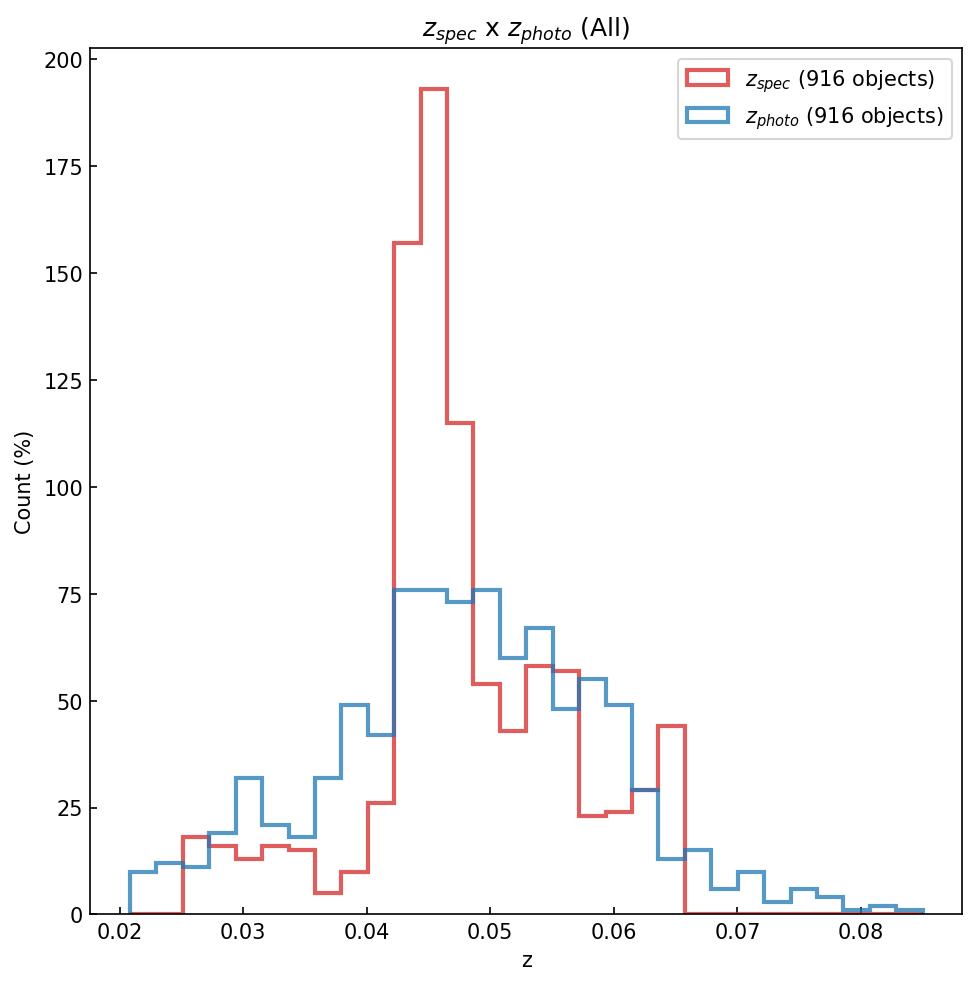 z_spec x z_photo (All)
z_spec (916 objects)
z_photo (916 objects)
200
175
150
125
100
75
50
25
0
Count (%)
0.02 0.03 0.04 0.05 0.06 0.07 0.08
z